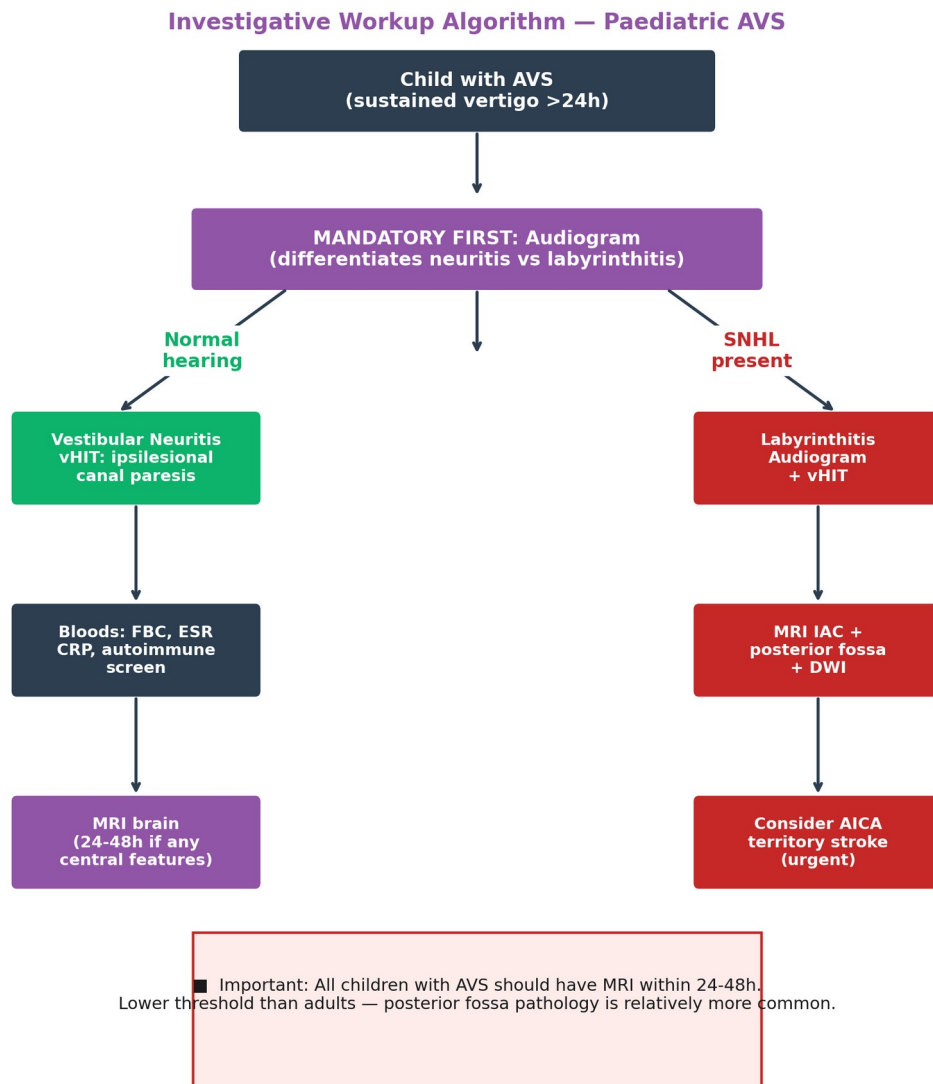 Investigative Workup Algorithm — Paediatric AVS
Child with AVS
(sustained vertigo >24h)
MANDATORY FIRST: Audiogram
(differentiates neuritis vs labyrinthitis)
Normal
hearing
SNHL
present
Vestibular Neuritis
vHIT: ipsilesional
canal paresis
Labyrinthitis
Audiogram
+ vHIT
Bloods: FBC, ESR
CRP, autoimmune
screen
MRI IAC +
posterior fossa
+ DWI
MRI brain
(24-48h if any
central features)
Consider AICA
territory stroke
(urgent)
■ Important: All children with AVS should have MRI within 24-48h.
Lower threshold than adults — posterior fossa pathology is relatively more common.